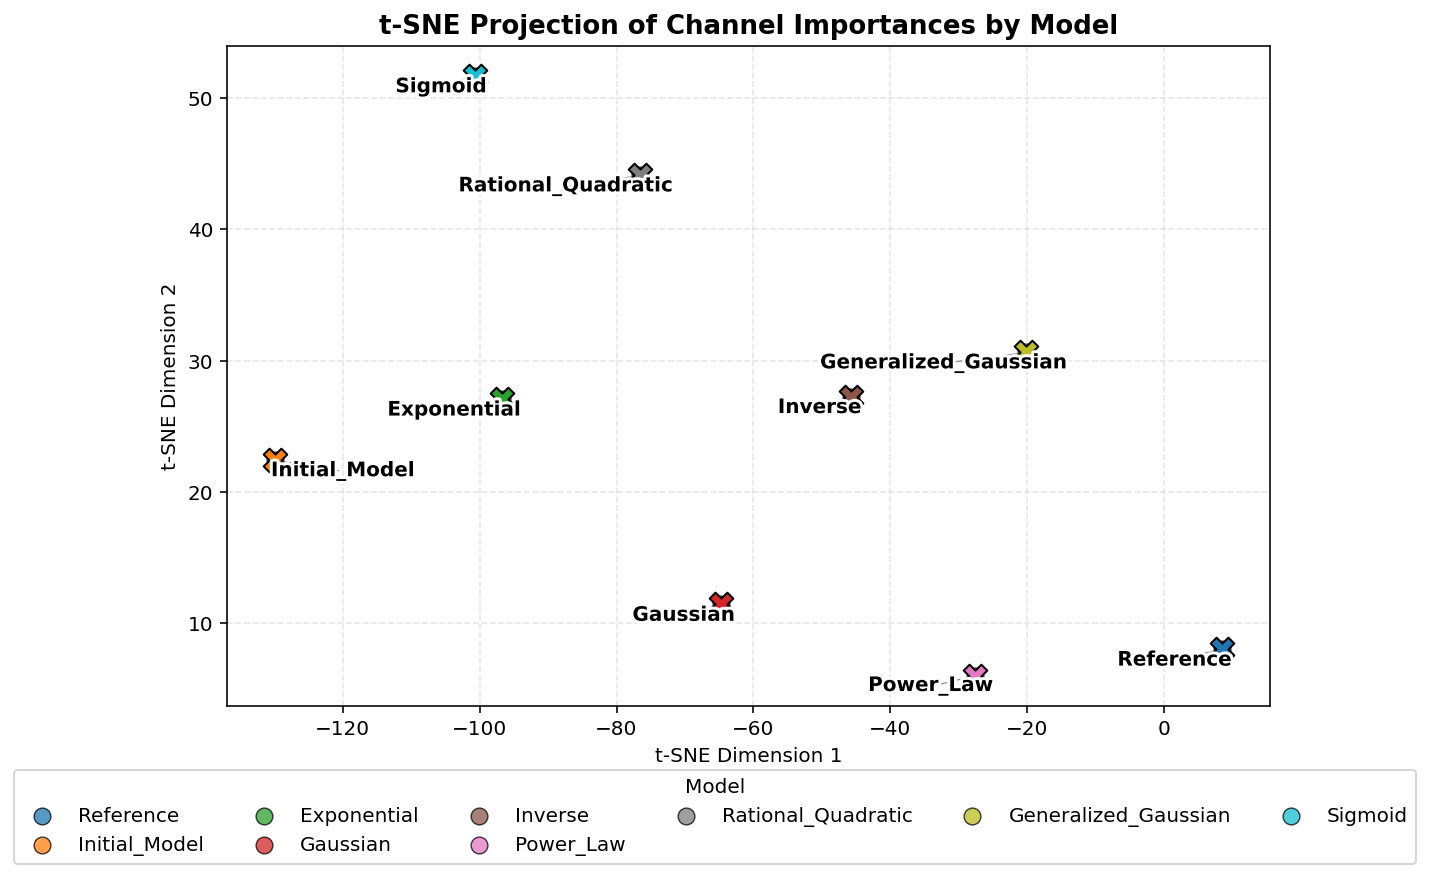 t-SNE Projection of Channel Importances by Model
Sigmoid
Rational_Quadratic
Generalized_Gaussian
Inverse
Exponential
Initial_Model
Gaussian
Reference
Power_Law
50
40
30
20
10
t-SNE Dimension 2
−120 −100 −80 −60 −40 −20 0
t-SNE Dimension 1
Model
Reference Exponential Inverse Rational_Quadratic Generalized_Gaussian Sigmoid
Initial_Model Gaussian Power_Law